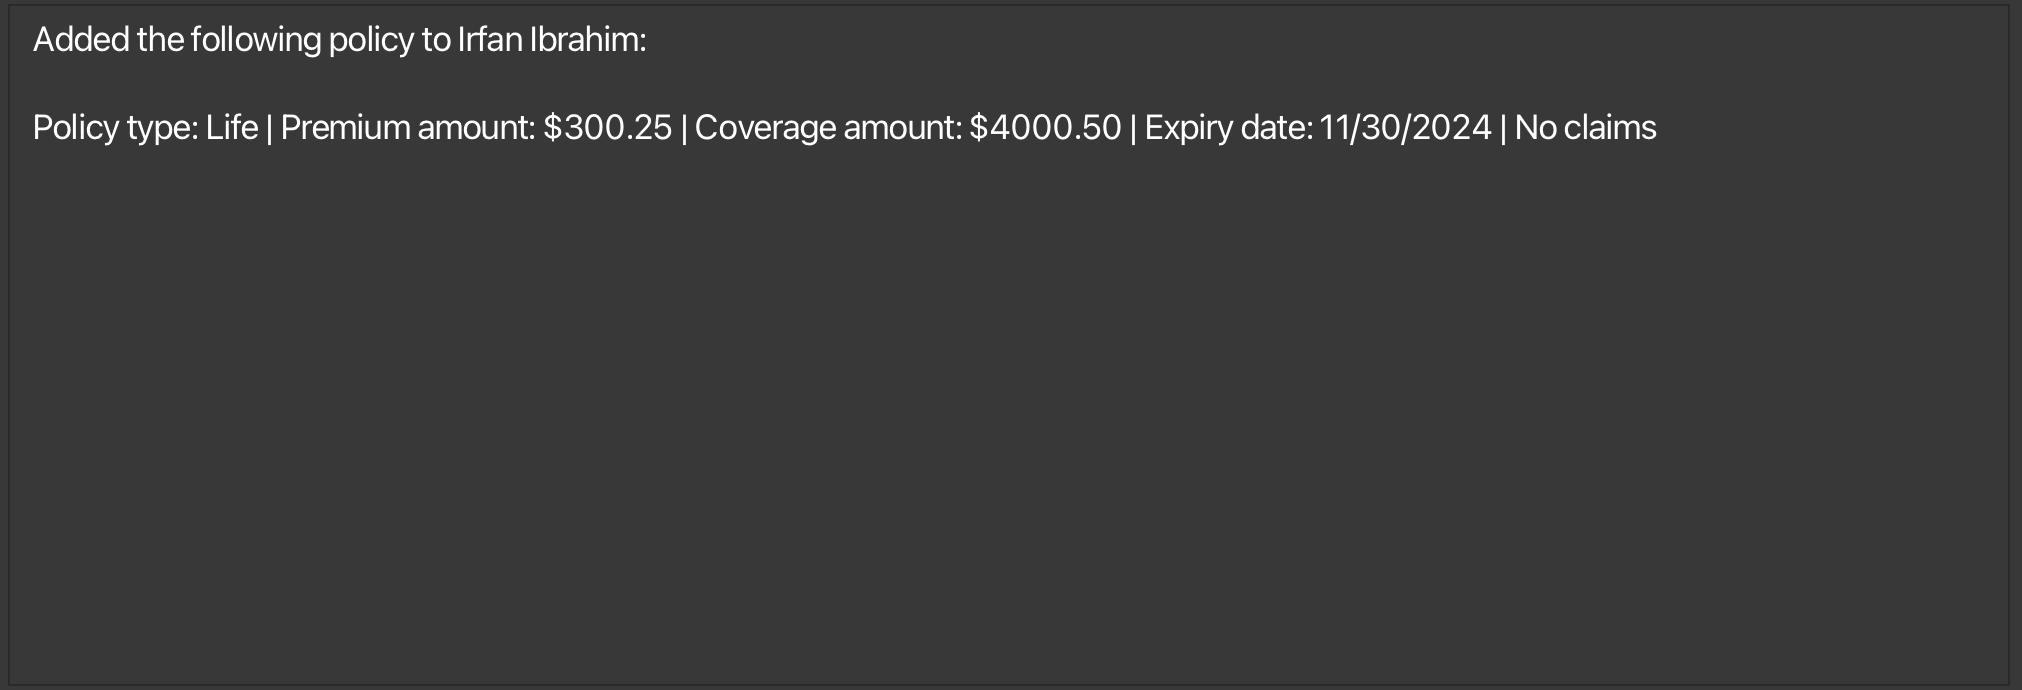 Added the following policy to Irfan Ibrahim:
Policy type: Life | Premium amount: $300.25 | Coverage amount: $4000.50 | Expiry date: 11/30/2024 | No claims